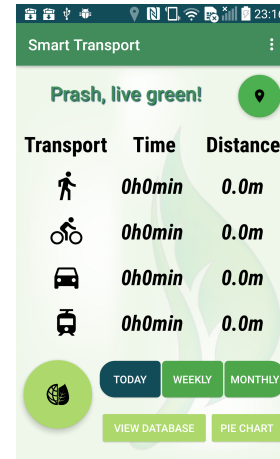 23:16
Smart Transport
Prash, live green!
Transport Time Distance
0h0min 0.0m
0h0min 0.0m
0h0min 0.0m
0h0min 0.0m
TODAY WEEKLY MONTHLY
VIEW DATABASE PIE CHART